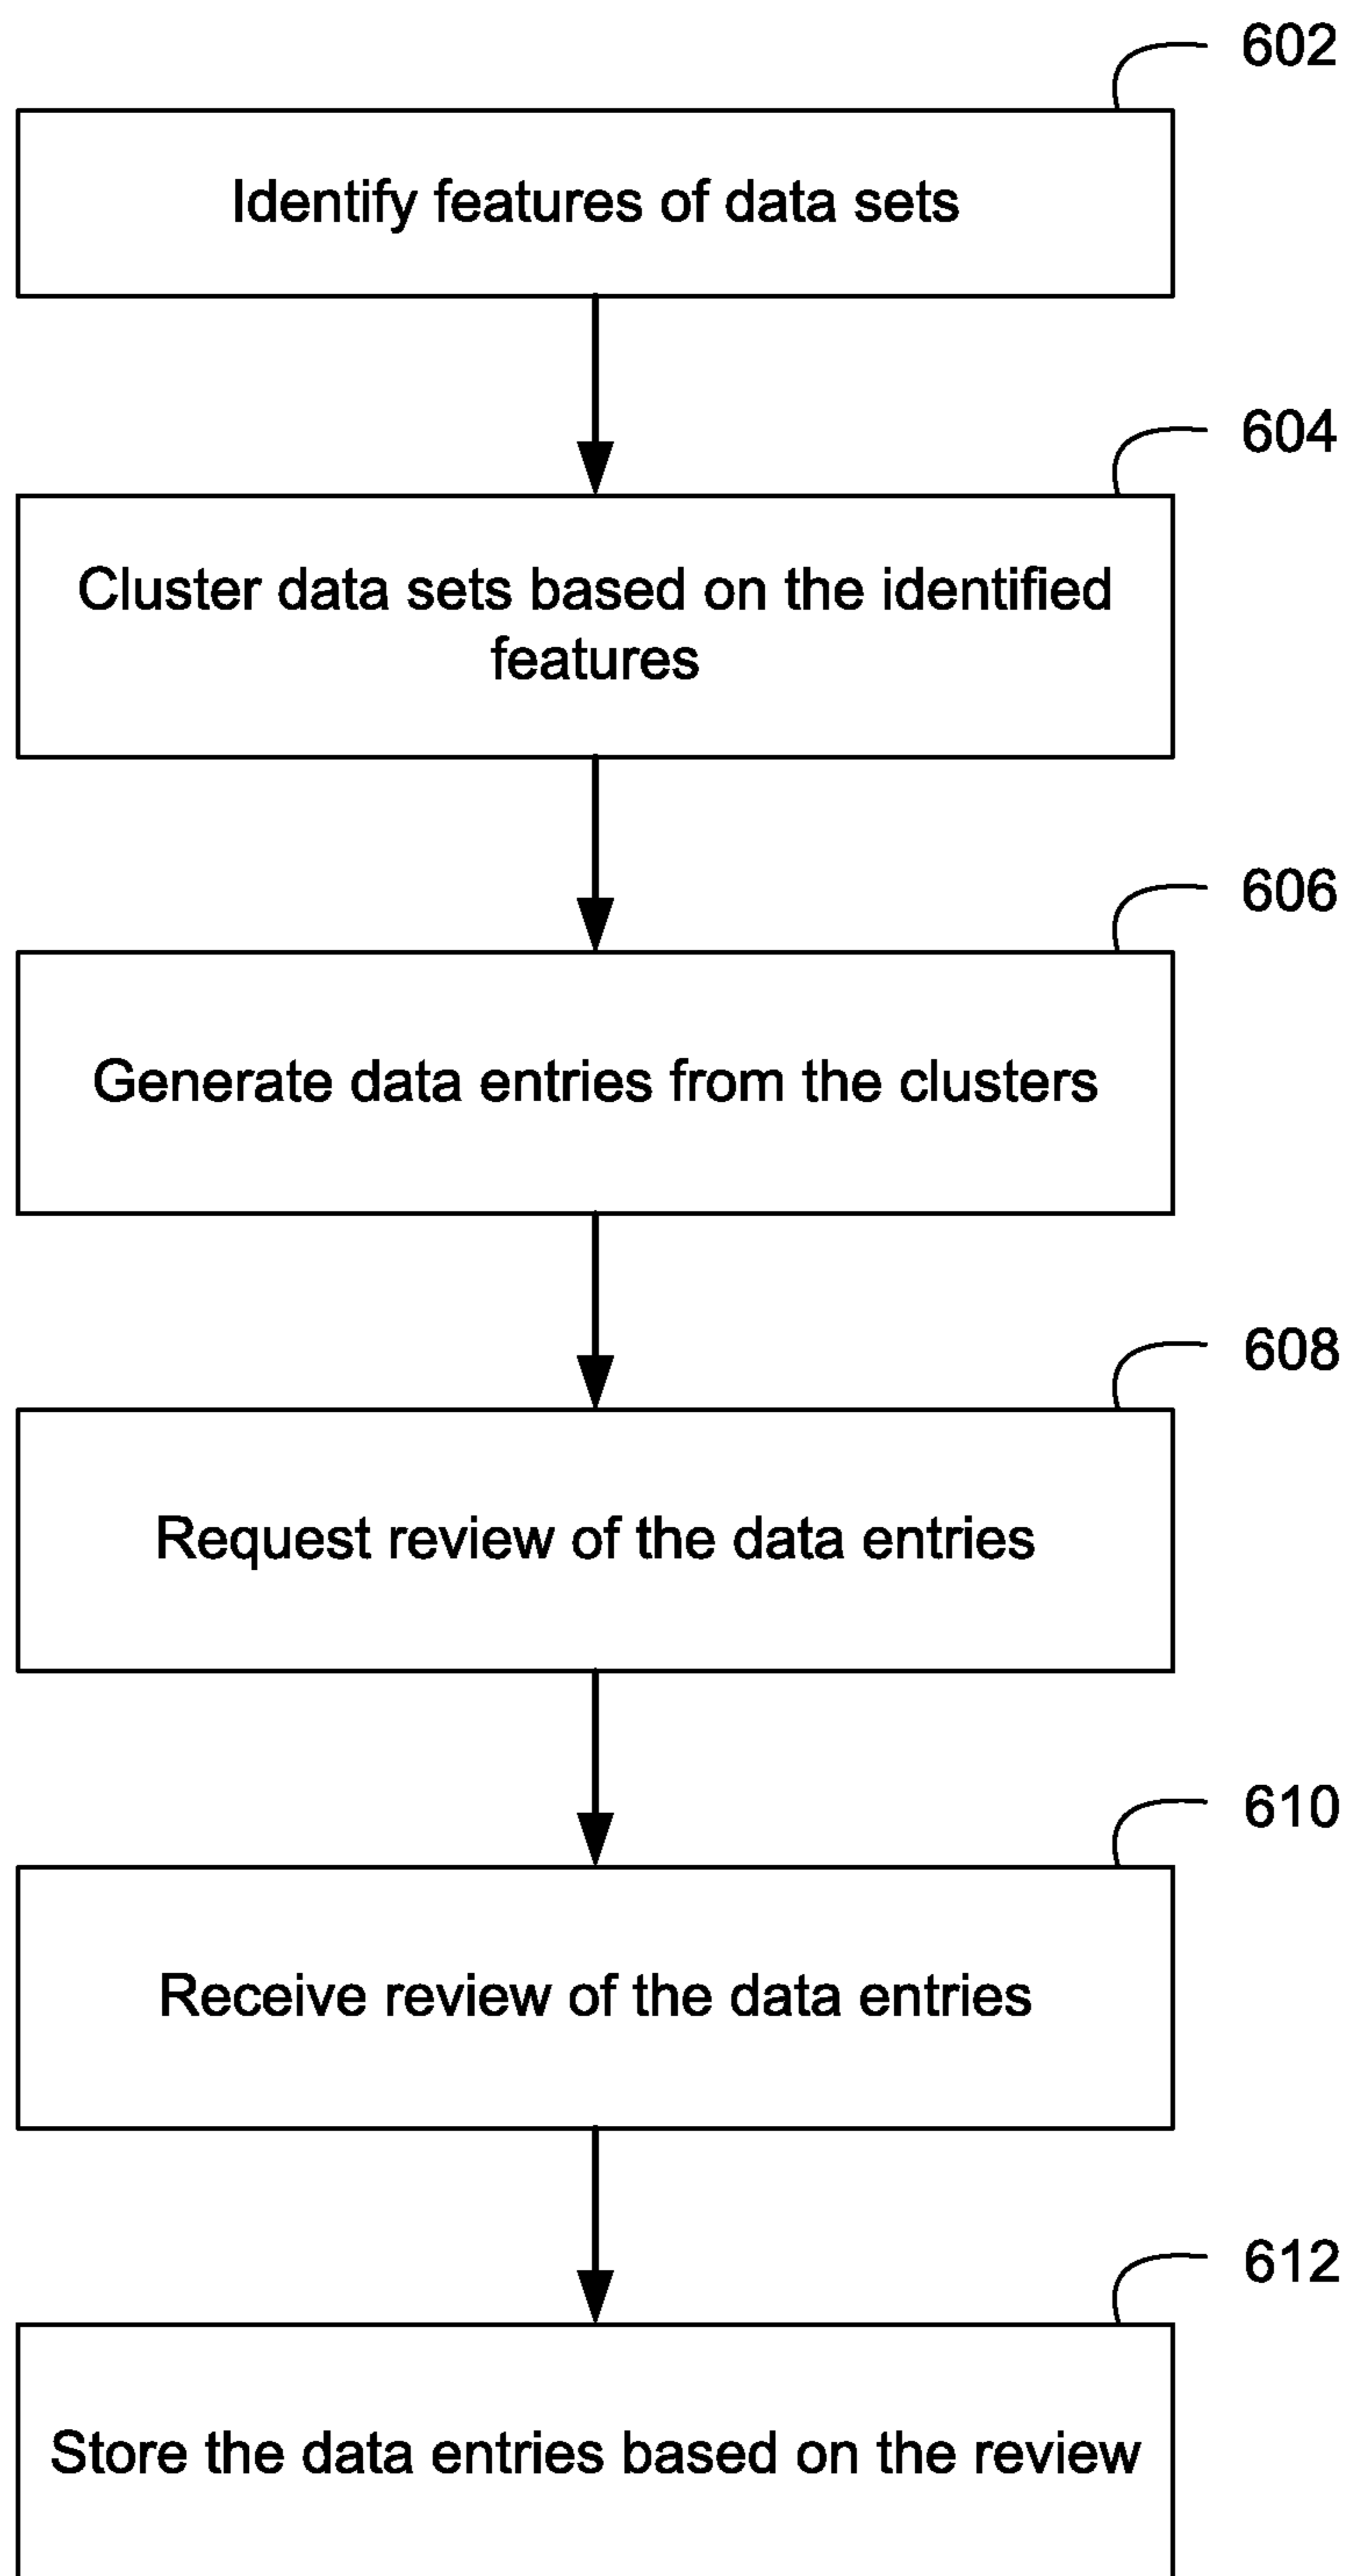 602
Identify features of data sets
604
Cluster data sets based on the identified
features
606
Generate data entries from the clusters
608
Request review of the data entries
610
Receive review of the data entries
612
Store the data entries based on the review